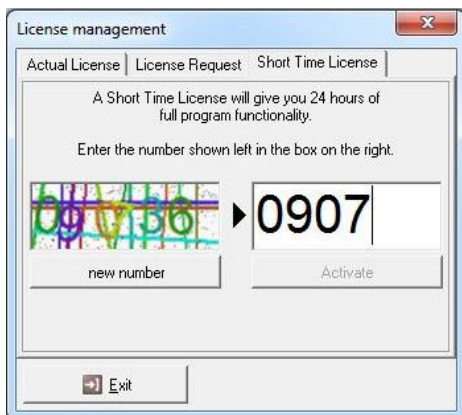 License management
Actual License
License Request
Short Time License
A Short Time License will give you 24 hours of
full program functionality.
Enter the number shown left in the box on the right.
0907
new number
Activate
Exit